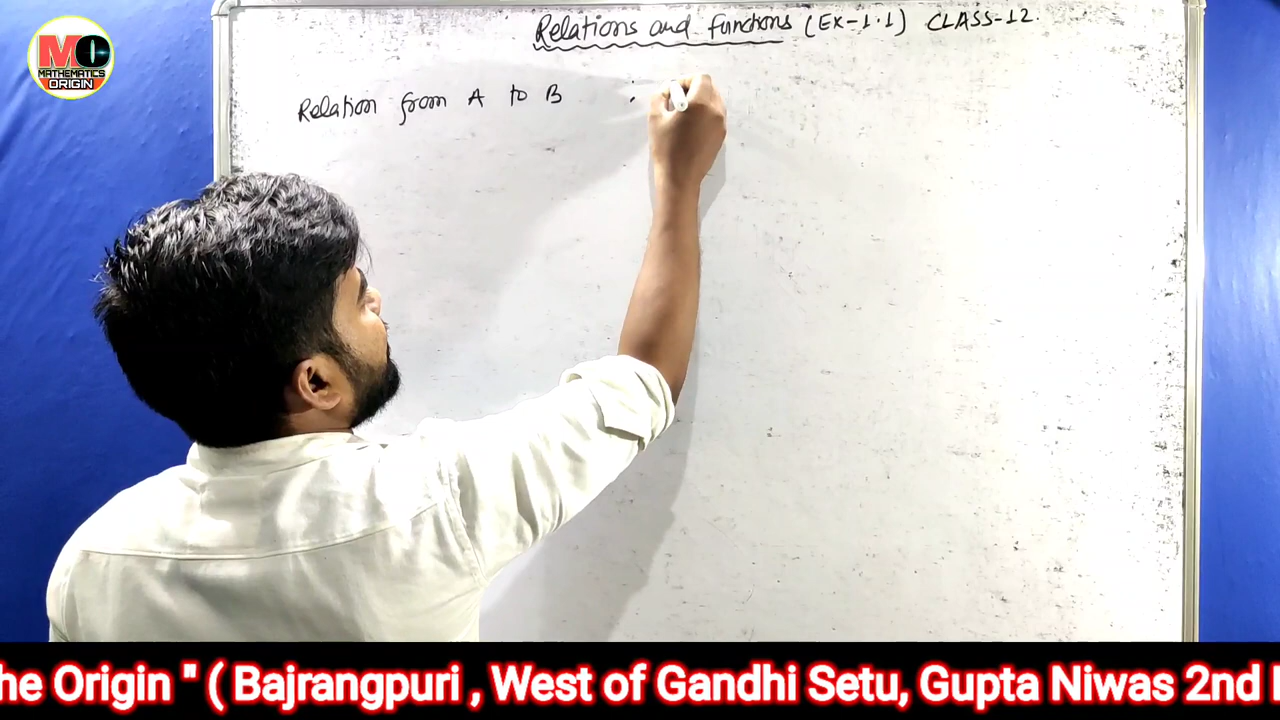 Relations and functions (EX-1.1) CLASS-12.
MO
MATHEMATICS
ORIGIN
Relation from A to B :
he Origin " ( Bajrangpuri , West of Gandhi Setu, Gupta Niwas 2nd